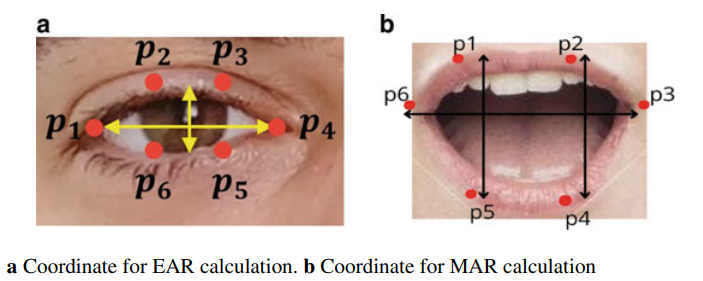 a
b
p2 p3
p1 p4
p6 p5
p1 p2
p6 p3
p5 p4
a Coordinate for EAR calculation. b Coordinate for MAR calculation